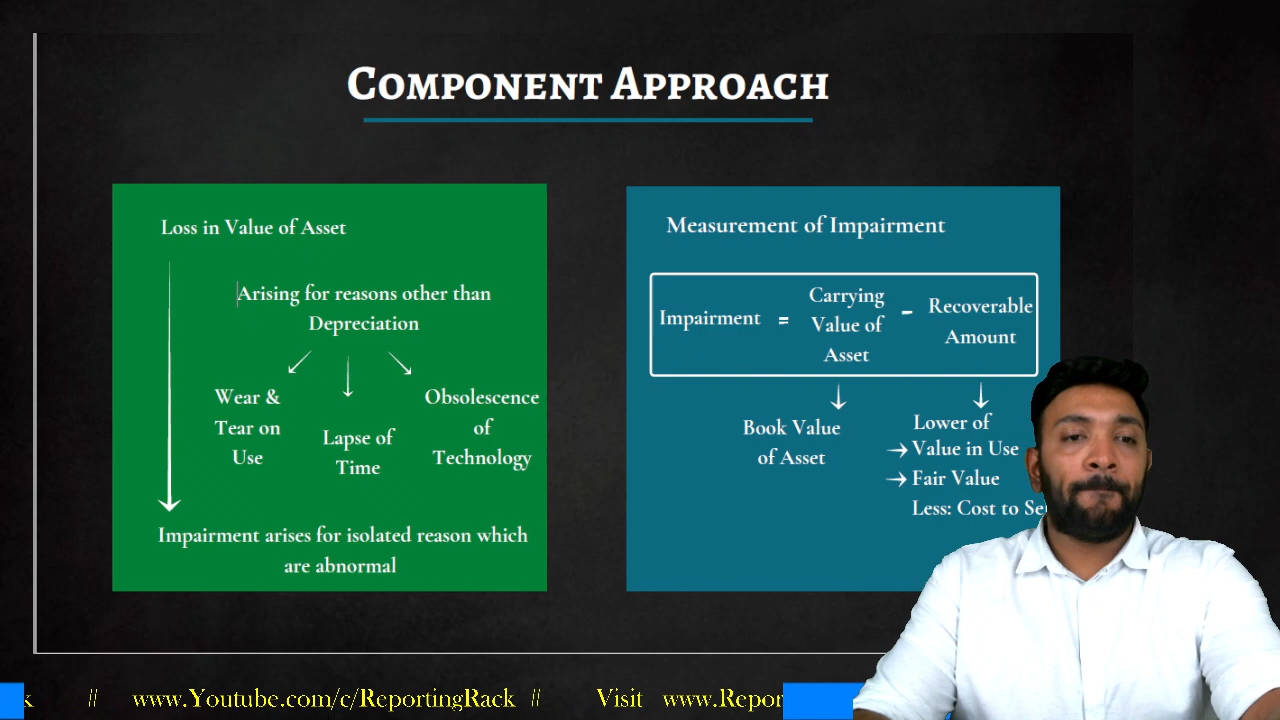 COMPONENT APPROACH
Loss in Value of Asset
Arising for reasons other than
Depreciation
Wear &
Tear on
Use
Lapse of
Time
Obsolescence
of
Technology
Impairment arises for isolated reason which
are abnormal
Measurement of Impairment
Impairment = Carrying
Value of
Asset
- Recoverable
Amount
Book Value
of Asset
Lower of
→ Value in Use
→ Fair Value
Less: Cost to Se
k // www.Youtube.com/c/ReportingRack // Visit www.Repor